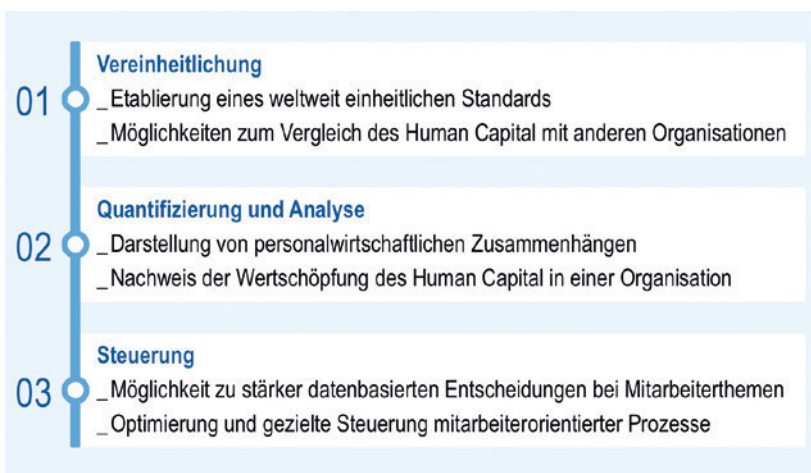 01
Vereinheitlichung
_Etablierung eines weltweit einheitlichen Standards
_Möglichkeiten zum Vergleich des Human Capital mit anderen Organisationen
02
Quantifizierung und Analyse
_Darstellung von personalwirtschaftlichen Zusammenhängen
_Nachweis der Wertschöpfung des Human Capital in einer Organisation
03
Steuerung
_Möglichkeit zu stärker datenbasierten Entscheidungen bei Mitarbeiterthemen
_Optimierung und gezielte Steuerung mitarbeiterorientierter Prozesse